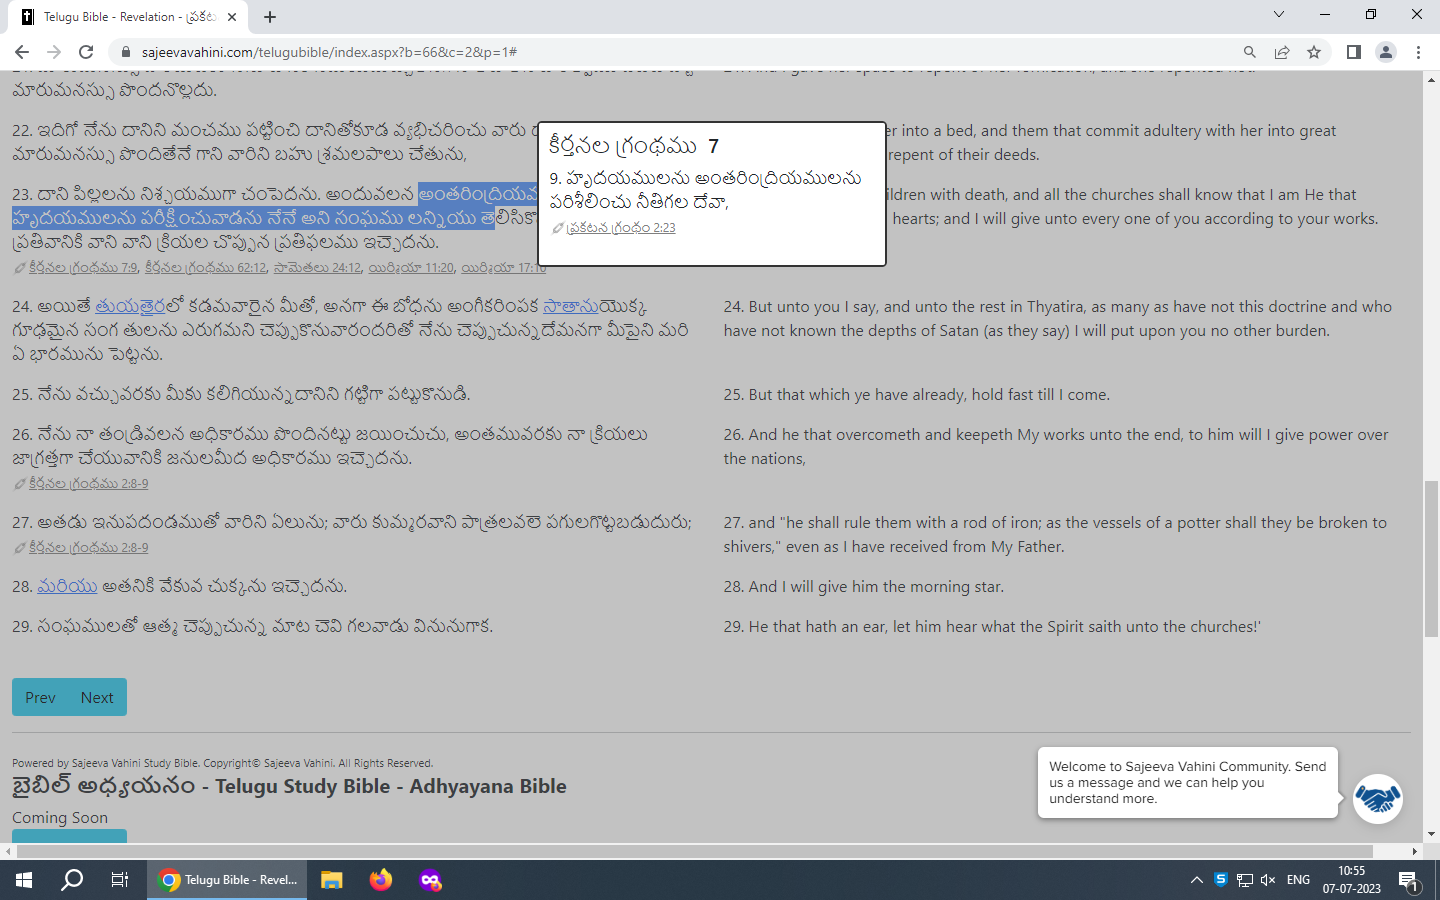 Telugu Bible - Revelation - ప్రకటన
sajeevavahini.com/telugubible/index.aspx?b=66&c=2&p=1#
మారుమనస్సు పొందనొల్లదు.
22. ఇదిగో నేను దానిని మంచము పట్టించి దానితోకూడ వ్యభిచరించు వారు
మారుమనస్సు పొందితేనే గాని వారిని బహు శ్రమలపాలు చేతును,
er into a bed, and them that commit adultery with her into great
repent of their deeds.
23. దాని పిల్లలను నిశ్చయముగా చంపెదను. అందువలన
హృదయములను పరీక్షించువాడను నేనే అని సంఘము లన్నియు తెలిసికొ
ప్రతివానికి వాని వాని క్రియల చొప్పున ప్రతిఫలము ఇచ్చెదను.
కీర్తనల గ్రంథము 7:9, కీర్తనల గ్రంథము 62:12, సామెతలు 24:12, యిర్మియా 11:20, యిర్మియా 17:10
ildren with death, and all the churches shall know that I am He that
hearts; and I will give unto every one of you according to your works.
కీర్తనల గ్రంథము 7
9. హృదయములను అంతరింద్రియములను
పరిశీలించు నీతిగల దేవా,
ప్రకటన గ్రంథం 2:23
24. అయితే తుయతైరలో కడమవారైన మీతో, అనగా ఈ బోధను అంగీకరింపక సాతానుయొక్క
గూఢమైన సంగ తులను ఎరుగమని చెప్పుకొనువారందరితో నేను చెప్పుచున్నదేమనగా మీపైని మరి
ఏ భారమును పెట్టను.
24. But unto you I say, and unto the rest in Thyatira, as many as have not this doctrine and who
have not known the depths of Satan (as they say) I will put upon you no other burden.
25. నేను వచ్చువరకు మీకు కలిగియున్నదానిని గట్టిగా పట్టుకొనుడి.
25. But that which ye have already, hold fast till I come.
26. నేను నా తండ్రివలన అధికారము పొందినట్టు జయించుచు, అంతమువరకు నా క్రియలు
జాగ్రత్తగా చేయువానికి జనులమీద అధికారము ఇచ్చెదను.
కీర్తనల గ్రంథము 2:8-9
26. And he that overcometh and keepeth My works unto the end, to him will I give power over
the nations,
27. అతడు ఇనుపదండముతో వారిని ఏలును; వారు కుమ్మరవాని పాత్రలవలె పగులగొట్టబడుదురు;
కీర్తనల గ్రంథము 2:8-9
27. and "he shall rule them with a rod of iron; as the vessels of a potter shall they be broken to
shivers," even as I have received from My Father.
28. మరియు అతనికి వేకువ చుక్కను ఇచ్చెదను.
28. And I will give him the morning star.
29. సంఘములతో ఆత్మ చెప్పుచున్న మాట చెవి గలవాడు వినునుగాక.
29. He that hath an ear, let him hear what the Spirit saith unto the churches!'
Prev Next
Powered by Sajeeva Vahini Study Bible. Copyright© Sajeeva Vahini. All Rights Reserved.
బైబిల్ అధ్యయనం - Telugu Study Bible - Adhyayana Bible
Coming Soon
Welcome to Sajeeva Vahini Community. Send
us a message and we can help you
understand more.
Telugu Bible - Revel...
ENG
10:55
07-07-2023
1